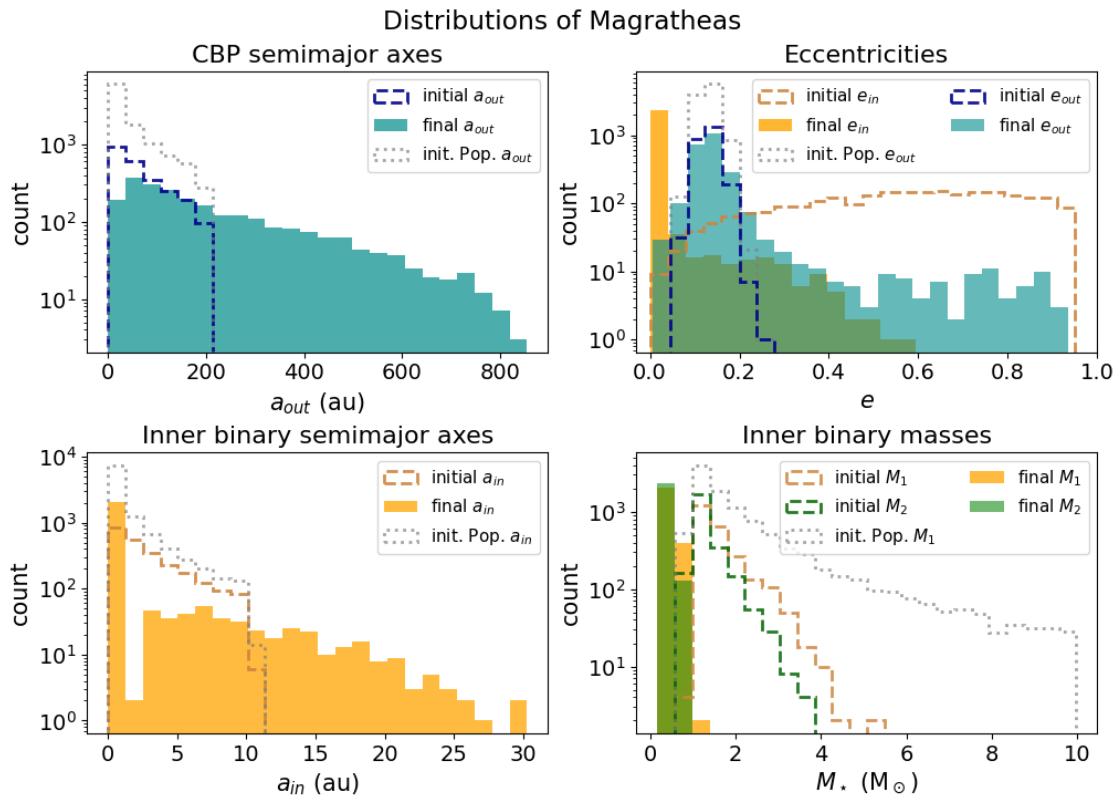 Distributions of Magratheas
CBP semimajor axes
initial a_out
final a_out
init. Pop. a_out
count
10^3
10^2
10^1
0 200 400 600 800
a_out (au)
Eccentricities
initial e_in
final e_in
init. Pop. e_out
initial e_out
final e_out
count
10^3
10^2
10^1
10^0
0.0 0.2 0.4 0.6 0.8 1.0
e
Inner binary semimajor axes
initial a_in
final a_in
init. Pop. a_in
count
10^4
10^3
10^2
10^1
10^0
0 5 10 15 20 25 30
a_in (au)
Inner binary masses
initial M_1
initial M_2
init. Pop. M_1
final M_1
final M_2
count
10^3
10^2
10^1
0 2 4 6 8 10
M_⋆ (M_⊙)